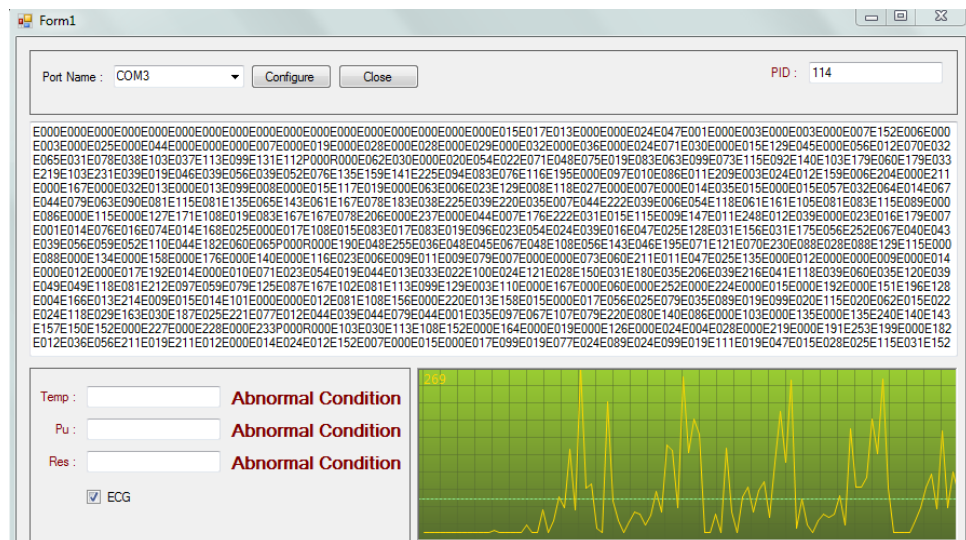 Form1
Port Name : COM3 Configure Close PID : 114
E000E000E000E000E000E000E000E000E000E000E000E000E000E000E000E000E000E000E015E017E013E000E000E024E047E001E000E003E000E003E000E007E152E006E000
E003E000E025E000E044E000E000E000E007E000E019E000E028E000E028E000E029E000E032E000E036E000E024E071E030E000E015E129E045E000E056E012E070E032
E065E031E078E038E103E037E113E099E131E112P000R000E062E030E000E020E054E022E071E048E075E019E083E063E099E073E115E092E140E103E179E060E179E033
E219E103E231E039E019E046E039E056E039E052E076E135E159E141E225E094E083E076E116E195E000E097E010E086E011E209E003E024E012E159E006E204E000E211
E000E167E000E032E013E000E013E099E008E000E015E117E019E000E063E006E023E129E008E118E027E000E007E000E014E035E015E000E015E057E032E064E014E067
E044E079E063E090E081E115E081E135E065E143E061E167E078E183E038E225E039E220E035E007E044E222E039E006E054E118E061E161E105E081E083E115E089E000
E086E000E115E000E127E171E108E019E083E167E167E078E206E000E237E000E044E007E176E222E031E015E115E009E147E011E248E012E039E000E023E016E179E007
E001E014E076E016E074E014E168E025E000E017E015E083E017E083E019E096E023E054E024E039E016E047E025E128E031E156E031E175E056E252E067E040E043
E039E056E059E052E110E044E182E060E065P000R000E190E048E255E036E048E045E067E048E108E056E143E046E195E071E121E070E230E088E028E088E129E115E000
E088E000E134E000E158E000E176E000E140E000E116E023E006E009E011E009E079E007E000E000E073E060E211E011E047E025E135E000E012E000E000E009E000E014
E000E012E000E017E192E014E000E010E071E023E054E019E044E013E033E022E100E024E121E028E150E031E180E035E206E039E216E041E118E039E060E035E120E039
E049E049E118E081E212E097E059E079E125E087E167E102E081E113E099E129E003E110E000E167E000E060E000E252E000E224E000E015E000E192E000E151E196E128
E004E166E013E214E009E015E014E101E000E000E012E081E108E156E000E220E013E158E015E000E017E056E025E079E035E089E019E099E020E115E020E062E015E022
E024E118E029E163E030E187E025E221E077E012E044E039E044E079E044E001E035E097E067E107E079E220E080E140E086E000E103E000E135E000E135E240E140E143
E157E150E152E000E227E000E228E000E233P000R000E103E030E113E108E152E000E164E000E019E000E126E000E024E004E028E000E219E000E191E253E199E000E182
E012E036E056E211E019E211E012E000E014E024E012E152E007E000E015E000E017E099E019E077E024E089E024E099E019E111E019E047E015E028E025E115E031E152
Temp : Abnormal Condition
Pu : Abnormal Condition
Res : Abnormal Condition
ECG
269